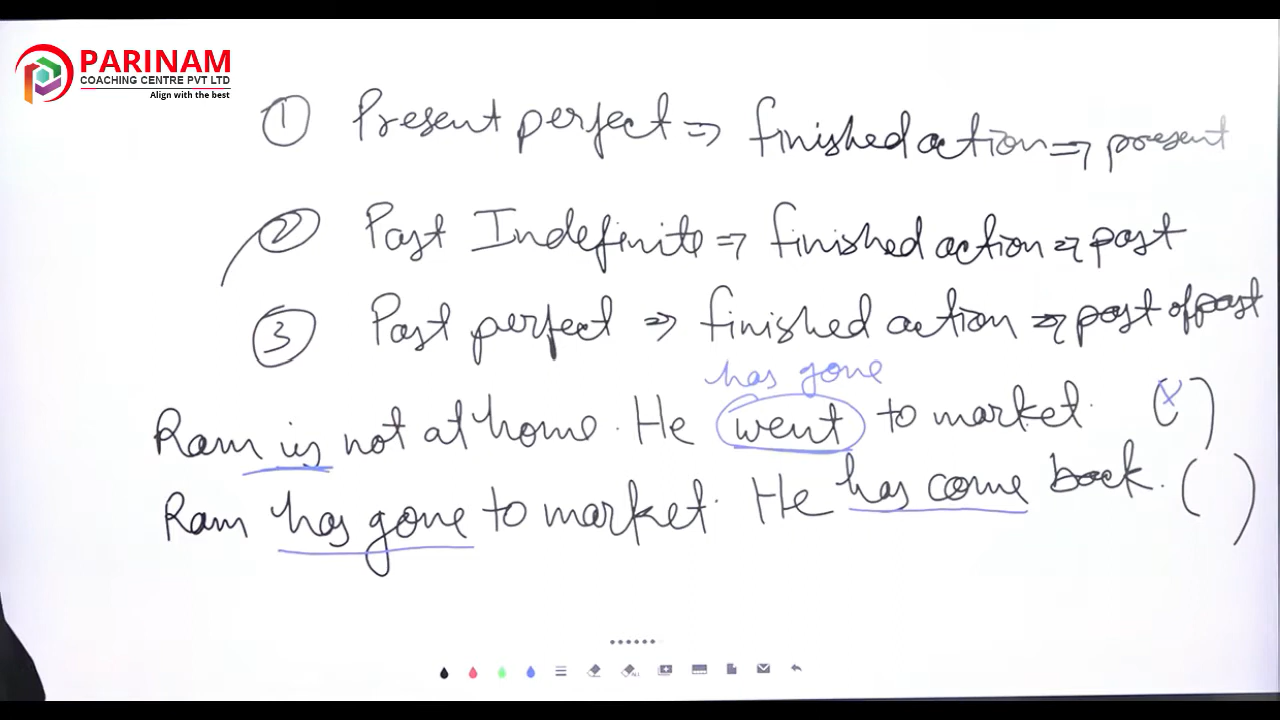 PARINAM
COACHING CENTRE PVT LTD
Align with the best
① Present perfect ⇒ finished action ⇒ present
② Past Indefinite ⇒ finished action ⇒ past
③ Past perfect ⇒ finished action ⇒ past of past
has gone
Ram is not at home. He went to market. (x)
Ram has gone to market. He has come back. ( )
ALL